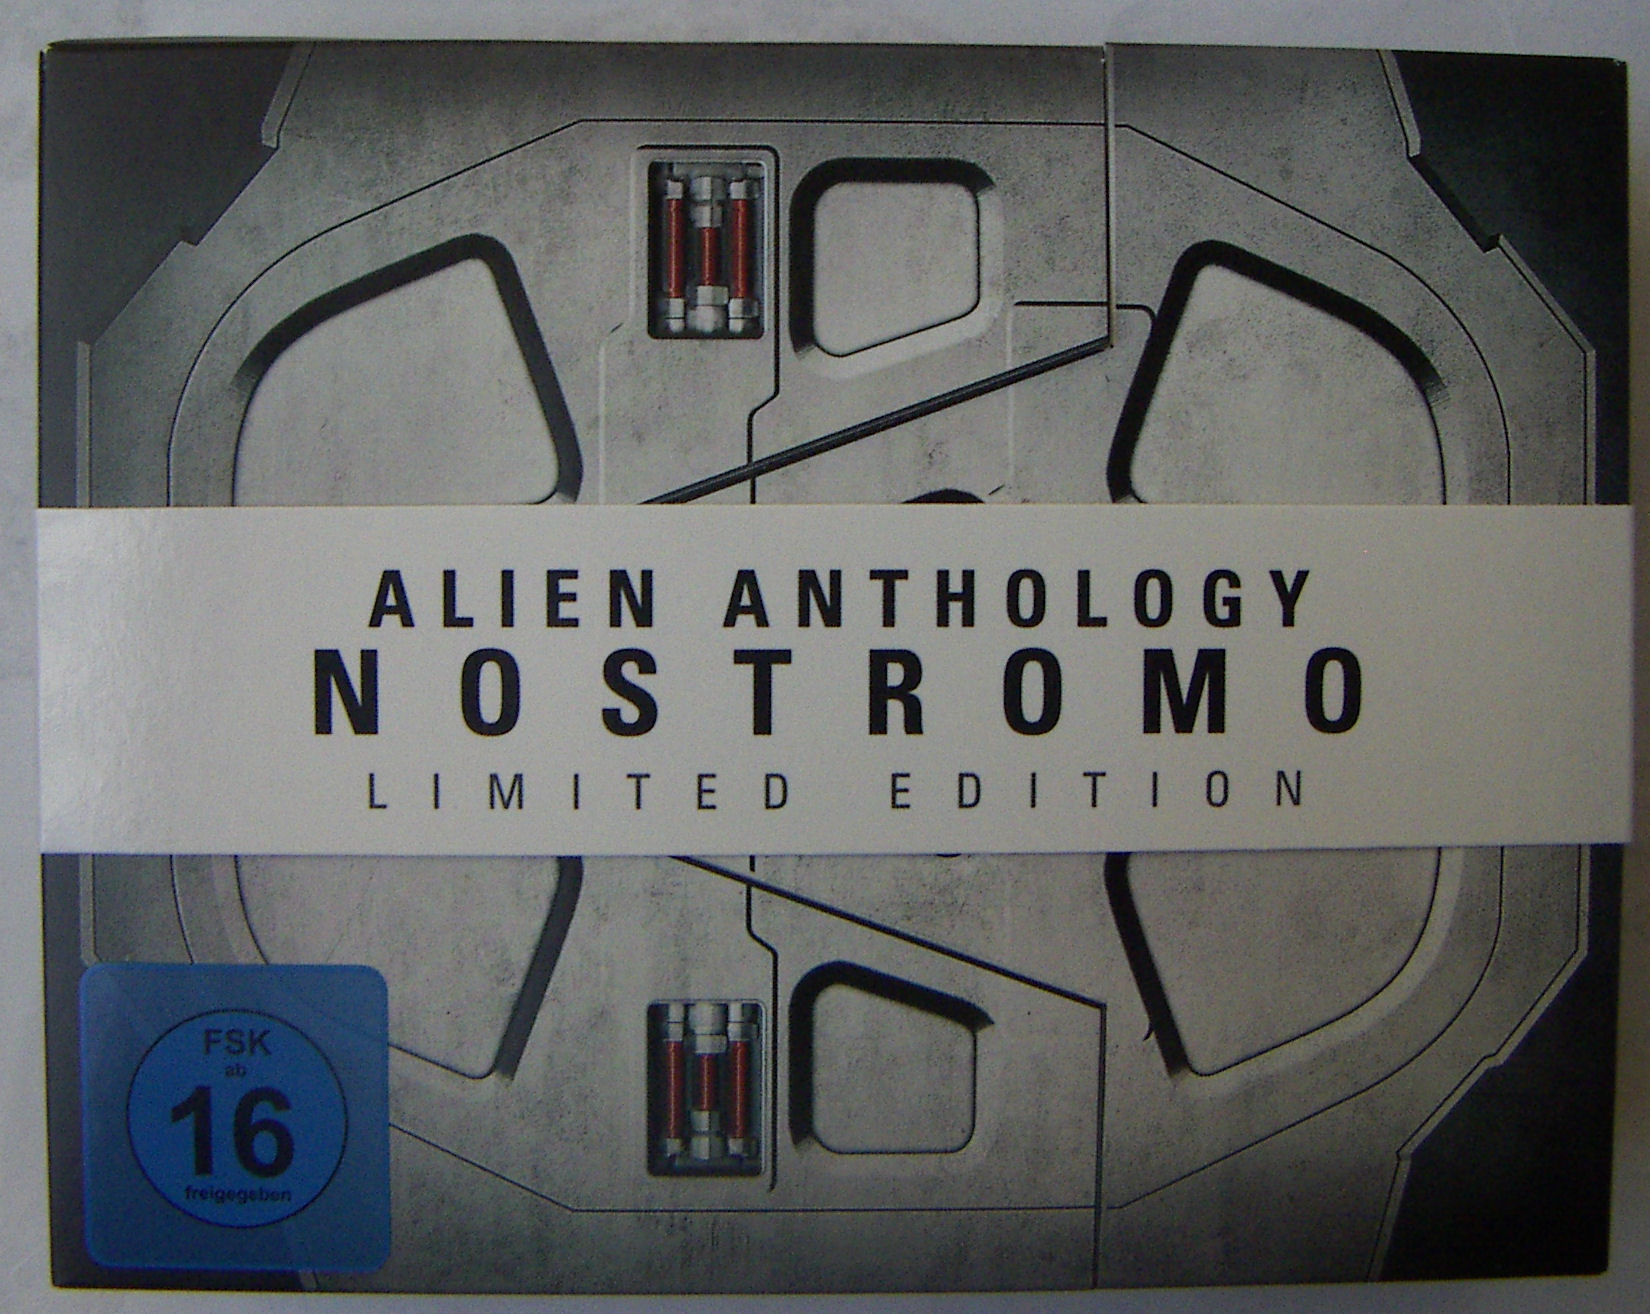 ALIEN ANTHOLOGY
NOSTROMO
LIMITED EDITION
FSK
ab
16
freigegeben